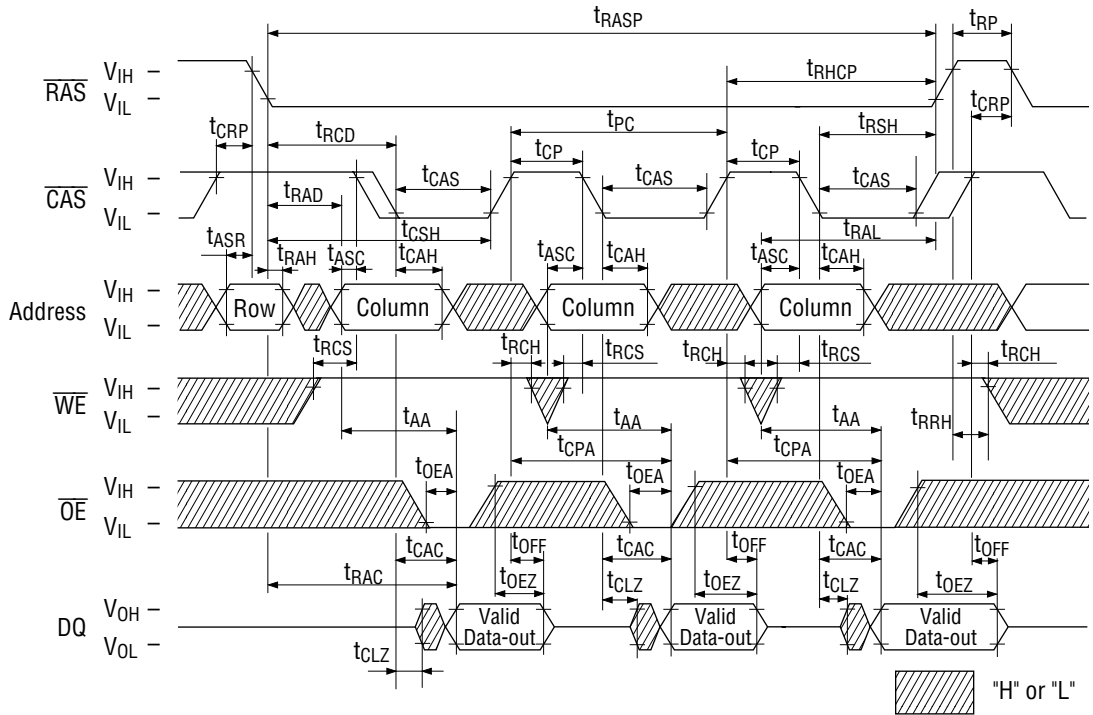 tRASP
tRP
tRHCP
RAS
VIH
VIL
tCRP
tRCD
tPC
tRSH
tCRP
tCP
tCP
CAS
VIH
VIL
tRAD
tCAS
tCAS
tCAS
tCSH
tRAL
tASR
tRAH
tASC
tCAH
tASC
tCAH
tASC
tCAH
Address
VIH
VIL
Row
Column
Column
Column
tRCS
tRCH
tRCS
tRCH
tRCS
tRCH
WE
VIH
VIL
tAA
tAA
tAA
tRRH
tCPA
tCPA
tOEA
tOEA
tOEA
OE
VIH
VIL
tCAC
tOFF
tCAC
tOFF
tCAC
tOFF
tRAC
tOEZ
tCLZ
tOEZ
tCLZ
tOEZ
DQ
VOH
VOL
Valid
Data-out
Valid
Data-out
Valid
Data-out
tCLZ
"H" or "L"